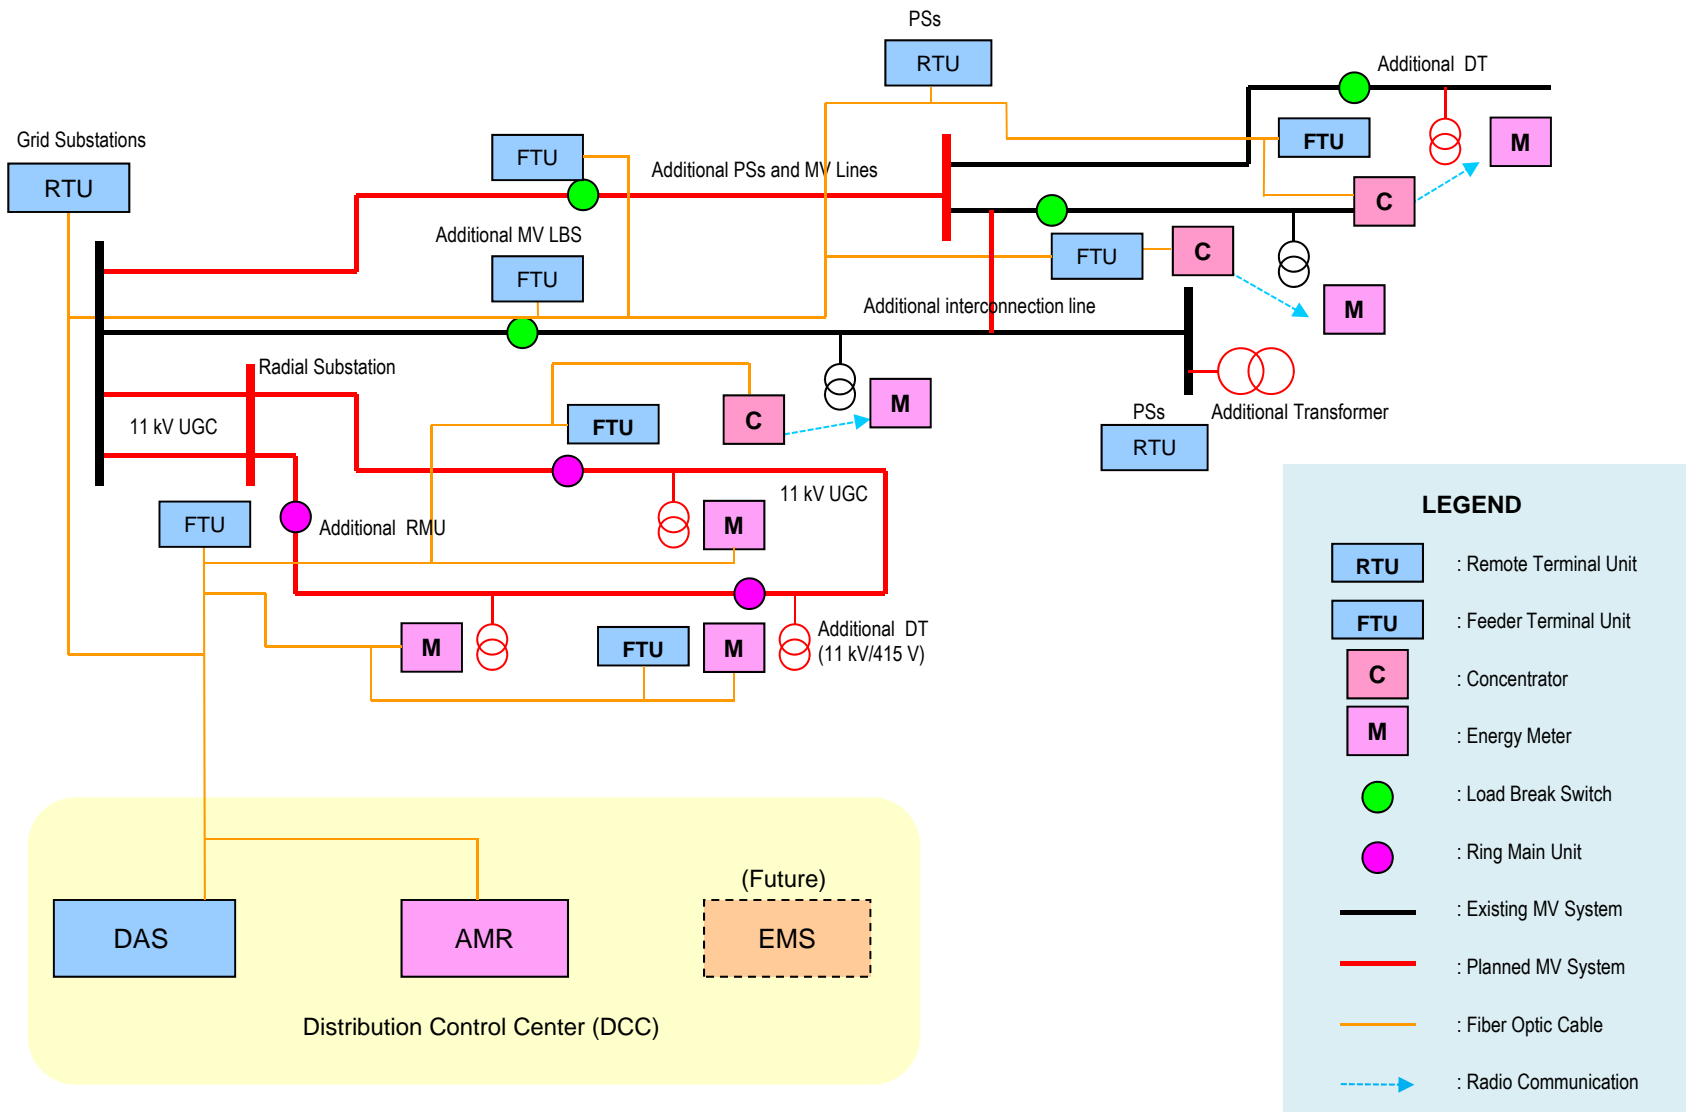 PSs
RTU
Additional DT
Grid Substations
RTU
FTU
Additional PSs and MV Lines
FTU
M
C
Additional MV LBS
FTU
FTU
C
M
Additional interconnection line
Radial Substation
11 kV UGC
FTU
C
M
PSs
Additional Transformer
RTU
FTU
Additional RMU
M
11 kV UGC
M
FTU
M
Additional DT
(11 kV/415 V)
(Future)
DAS
AMR
EMS
Distribution Control Center (DCC)
LEGEND
RTU : Remote Terminal Unit
FTU : Feeder Terminal Unit
C : Concentrator
M : Energy Meter
: Load Break Switch
: Ring Main Unit
: Existing MV System
: Planned MV System
: Fiber Optic Cable
: Radio Communication